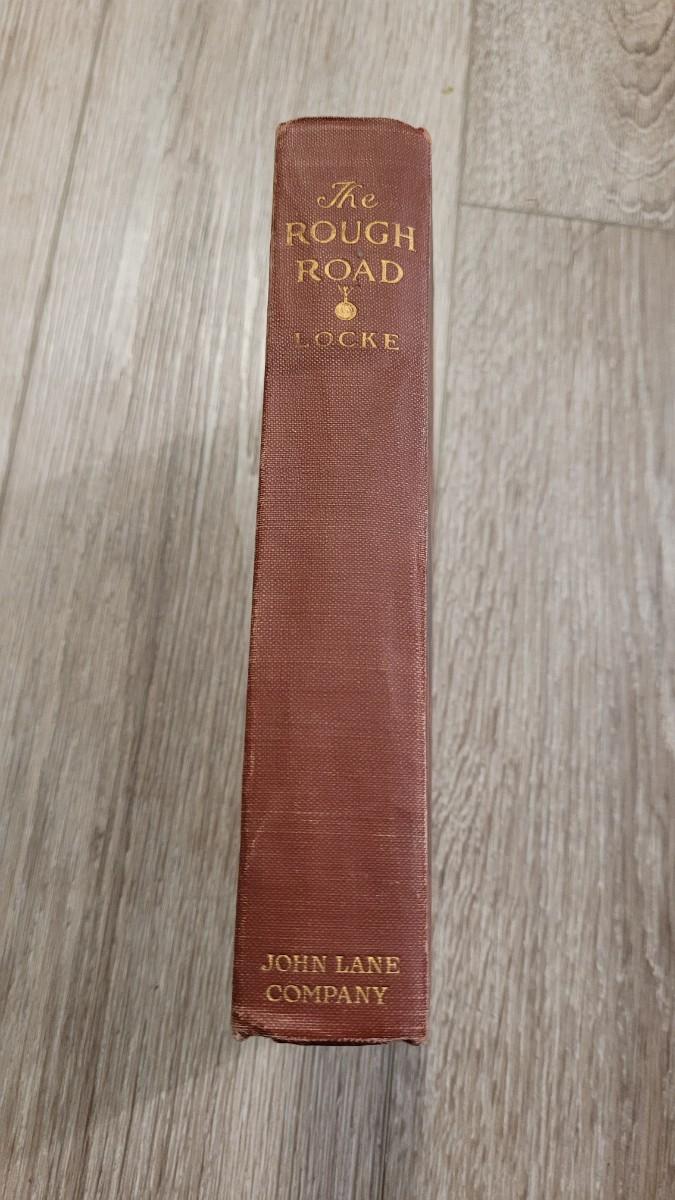 The
ROUGH
ROAD
LOCKE
JOHN LANE
COMPANY